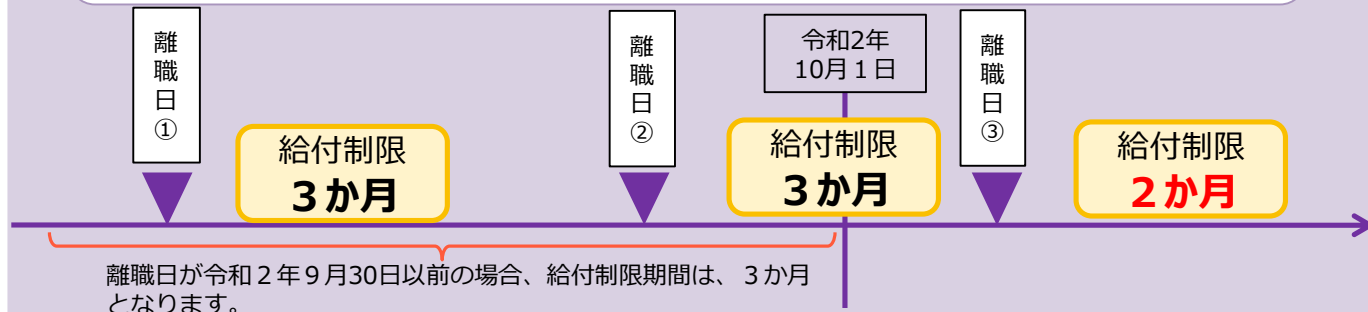 離職日①
離職日②
令和2年
10月１日
離職日③
給付制限
３か月
給付制限
３か月
給付制限
２か月
離職日が令和２年９月30日以前の場合、給付制限期間は、３か月
となります。